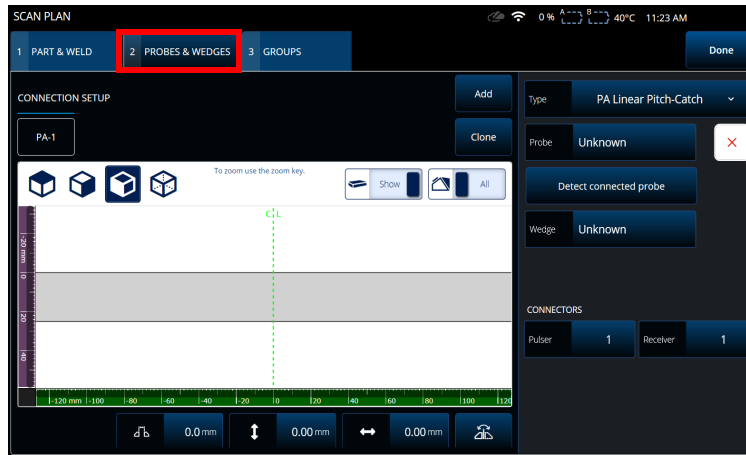 SCAN PLAN
0 % A B 40°C 11:23 AM
1 PART & WELD
2 PROBES & WEDGES
3 GROUPS
Done
CONNECTION SETUP
Add
PA-1
Clone
To zoom use the zoom key.
Show
All
C L
-20 mm
0
20
40
-120 mm -100 -80 -60 -40 -20 0 20 40 60 80 100 120
0.0 mm
0.00 mm
0.00 mm
Type PA Linear Pitch-Catch
Probe Unknown
Detect connected probe
Wedge Unknown
CONNECTORS
Pulser 1 Receiver 1